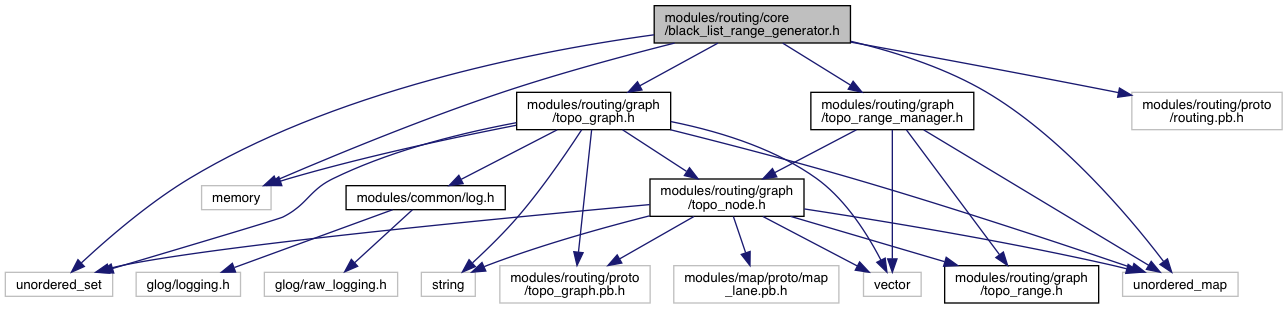 modules/routing/core
/black_list_range_generator.h
modules/routing/graph
/topo_graph.h
modules/routing/graph
/topo_range_manager.h
modules/routing/proto
/routing.pb.h
memory
modules/common/log.h
modules/routing/graph
/topo_node.h
unordered_set
glog/logging.h
glog/raw_logging.h
string
modules/routing/proto
/topo_graph.pb.h
modules/map/proto/map
_lane.pb.h
vector
modules/routing/graph
/topo_range.h
unordered_map